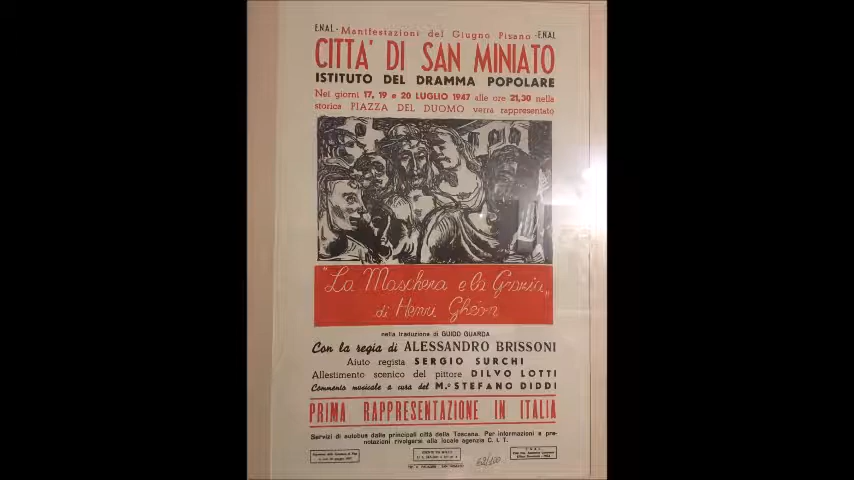 E.N.A.L. - Manifestazioni del Giugno Pisano - E.N.A.L
CITTA' DI SAN MINIATO
ISTITUTO DEL DRAMMA POPOLARE
Nei giorni 17, 19 e 20 LUGLIO 1947 alle ore 21,30 nella
storica PIAZZA DEL DUOMO verrà rappresentato
"La Maschera e la Grazia„
di Henri Ghéon
nella traduzione di GUIDO GUARDA
Con la regia di ALESSANDRO BRISSONI
Aiuto regista SERGIO SURCHI
Allestimento scenico del pittore DILVO LOTTI
Commento musicale a cura del M.o STEFANO DIDDI
PRIMA RAPPRESENTAZIONE IN ITALIA
Servizi di autobus dalle principali città della Toscana. Per informazioni e pre-
notazioni rivolgersi alla locale agenzia C. I. T.
62/100